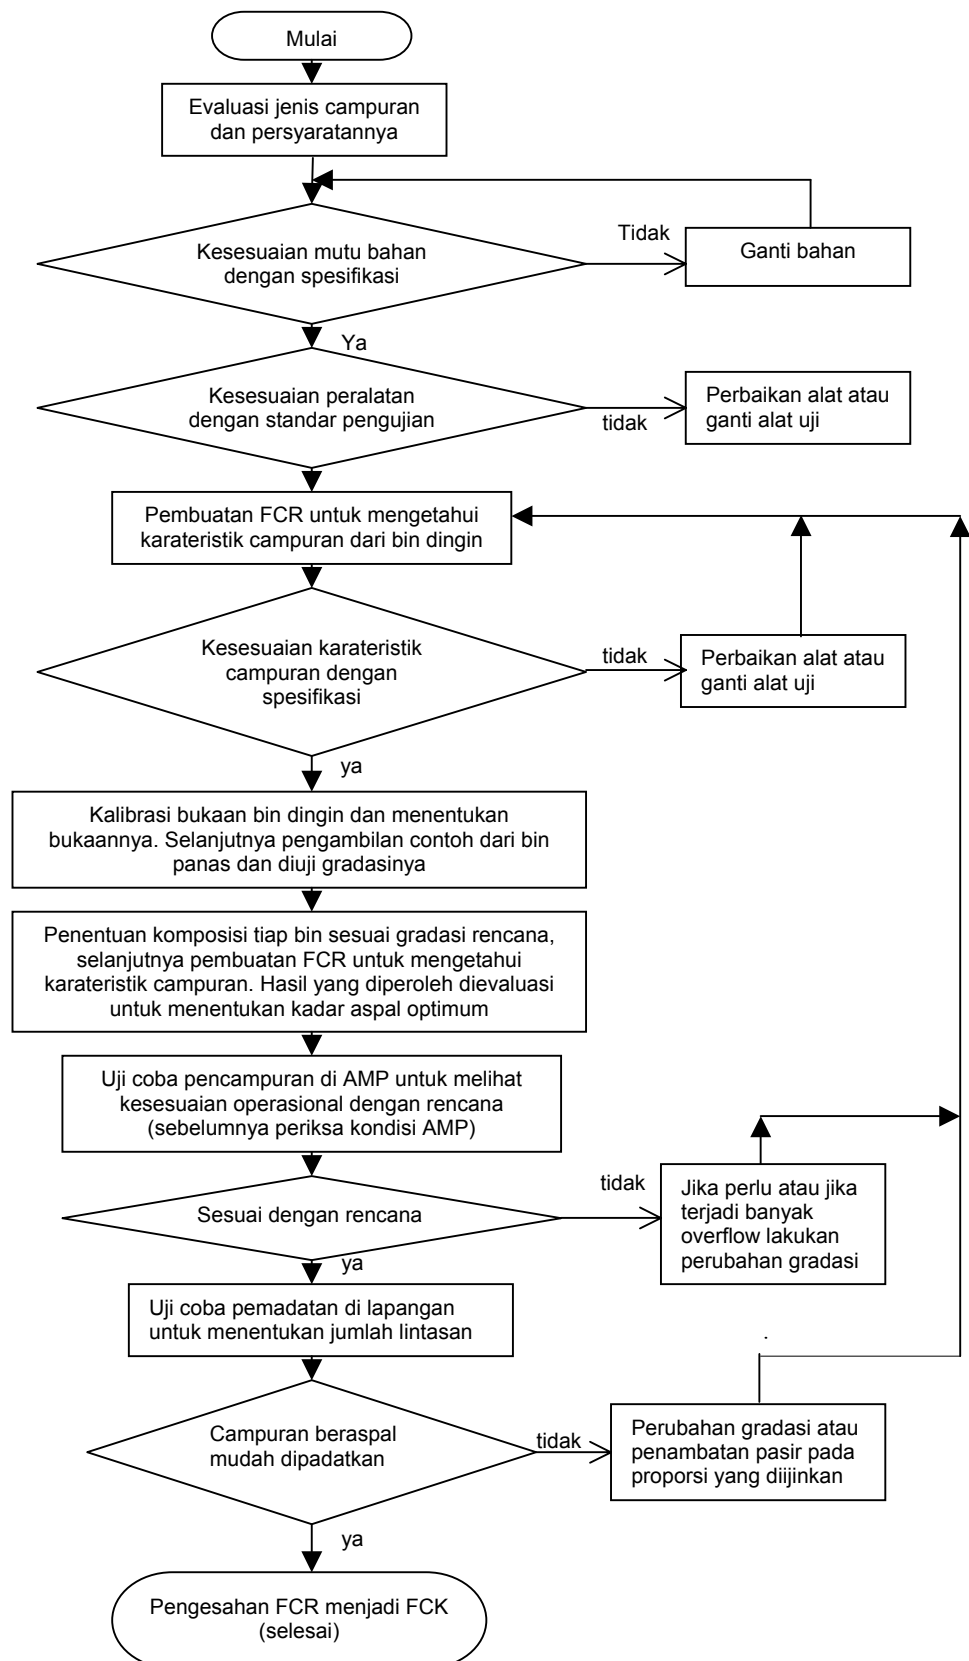 Mulai
Evaluasi jenis campuran
dan persyaratannya
Kesesuaian mutu bahan
dengan spesifikasi
Tidak
Ganti bahan
Ya
Kesesuaian peralatan
dengan standar pengujian
tidak
Perbaikan alat atau
ganti alat uji
Pembuatan FCR untuk mengetahui
karateristik campuran dari bin dingin
Kesesuaian karateristik
campuran dengan
spesifikasi
tidak
Perbaikan alat atau
ganti alat uji
ya
Kalibrasi bukaan bin dingin dan menentukan
bukaannya. Selanjutnya pengambilan contoh dari bin
panas dan diuji gradasinya
Penentuan komposisi tiap bin sesuai gradasi rencana,
selanjutnya pembuatan FCR untuk mengetahui
karateristik campuran. Hasil yang diperoleh dievaluasi
untuk menentukan kadar aspal optimum
Uji coba pencampuran di AMP untuk melihat
kesesuaian operasional dengan rencana
(sebelumnya periksa kondisi AMP)
Sesuai dengan rencana
tidak
Jika perlu atau jika
terjadi banyak
overflow lakukan
perubahan gradasi
ya
Uji coba pemadatan di lapangan
untuk menentukan jumlah lintasan
Campuran beraspal
mudah dipadatkan
tidak
Perubahan gradasi atau
penambatan pasir pada
proporsi yang diijinkan
ya
Pengesahan FCR menjadi FCK
(selesai)